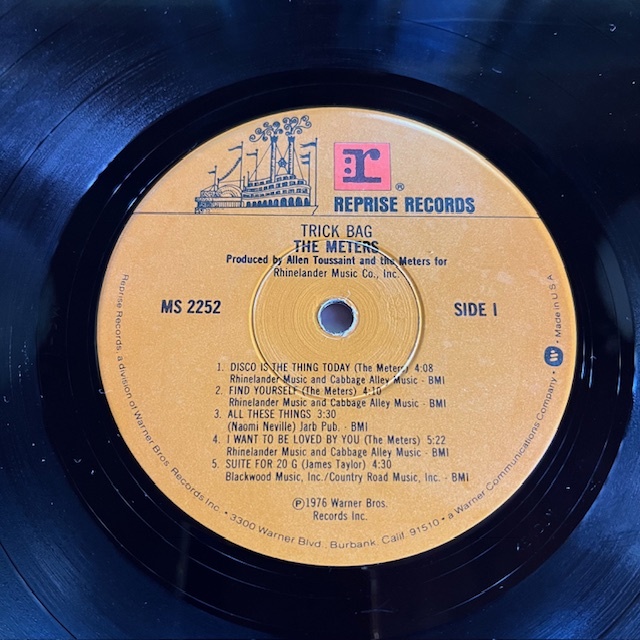 r
®
REPRISE RECORDS
TRICK BAG
THE METERS
Produced by Allen Toussaint and the Meters for
Rhinelander Music Co., Inc.
MS 2252
SIDE 1
1. DISCO IS THE THING TODAY (The Meters) 4:08
Rhinelander Music and Cabbage Alley Music - BMI
2. FIND YOURSELF (The Meters) 4:10
Rhinelander Music and Cabbage Alley Music - BMI
3. ALL THESE THINGS 3:30
(Naomi Neville) Jarb Pub. - BMI
4. I WANT TO BE LOVED BY YOU (The Meters) 5:22
Rhinelander Music and Cabbage Alley Music - BMI
5. SUITE FOR 20 G (James Taylor) 4:30
Blackwood Music, Inc./Country Road Music, Inc. - BMI
℗1976 Warner Bros.
Records Inc.
Reprise Records, a division of Warner Bros. Records Inc. • 3300 Warner Blvd., Burbank, Calif. 91510 • a Warner Communications Company • W • Made in U.S.A.